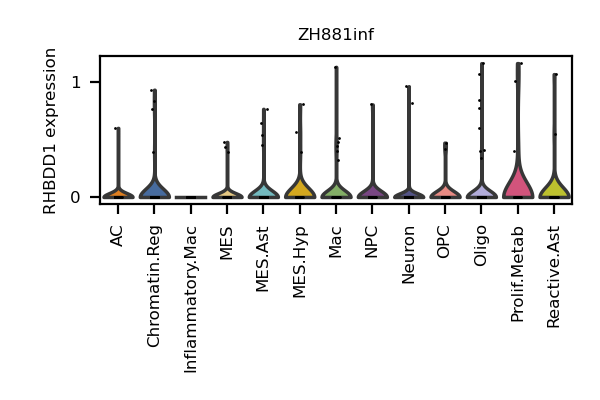 ZH881inf
RHBDD1 expression
1
0
AC
Chromatin.Reg
Inflammatory.Mac
MES
MES.Ast
MES.Hyp
Mac
NPC
Neuron
OPC
Oligo
Prolif.Metab
Reactive.Ast